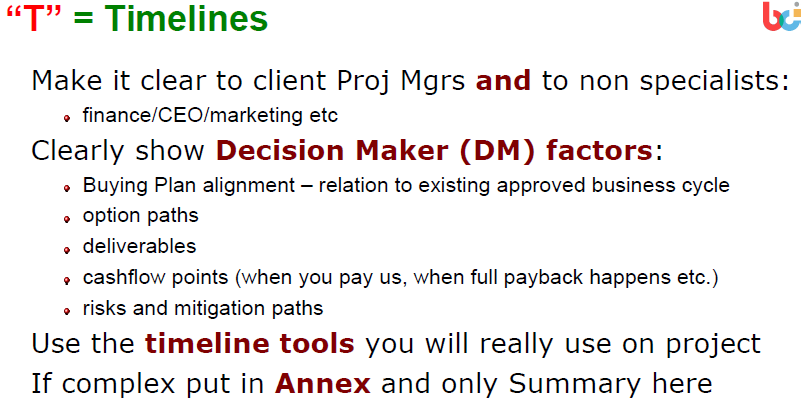 “T” = Timelines
bci
Make it clear to client Proj Mgrs and to non specialists:
finance/CEO/marketing etc
Clearly show Decision Maker (DM) factors:
Buying Plan alignment – relation to existing approved business cycle
option paths
deliverables
cashflow points (when you pay us, when full payback happens etc.)
risks and mitigation paths
Use the timeline tools you will really use on project
If complex put in Annex and only Summary here